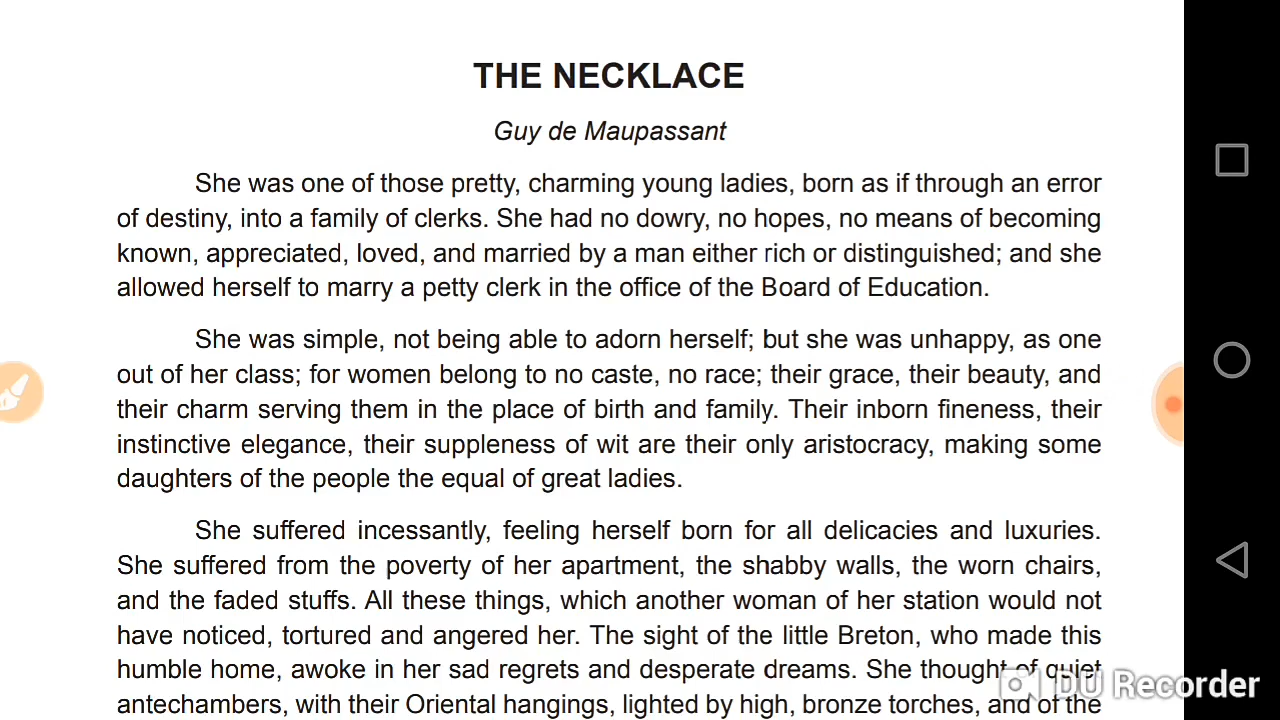 THE NECKLACE
Guy de Maupassant
She was one of those pretty, charming young ladies, born as if through an error
of destiny, into a family of clerks. She had no dowry, no hopes, no means of becoming
known, appreciated, loved, and married by a man either rich or distinguished; and she
allowed herself to marry a petty clerk in the office of the Board of Education.
She was simple, not being able to adorn herself; but she was unhappy, as one
out of her class; for women belong to no caste, no race; their grace, their beauty, and
their charm serving them in the place of birth and family. Their inborn fineness, their
instinctive elegance, their suppleness of wit are their only aristocracy, making some
daughters of the people the equal of great ladies.
She suffered incessantly, feeling herself born for all delicacies and luxuries.
She suffered from the poverty of her apartment, the shabby walls, the worn chairs,
and the faded stuffs. All these things, which another woman of her station would not
have noticed, tortured and angered her. The sight of the little Breton, who made this
humble home, awoke in her sad regrets and desperate dreams. She thought of quiet
antechambers, with their Oriental hangings, lighted by high, bronze torches, and of the
DU Recorder